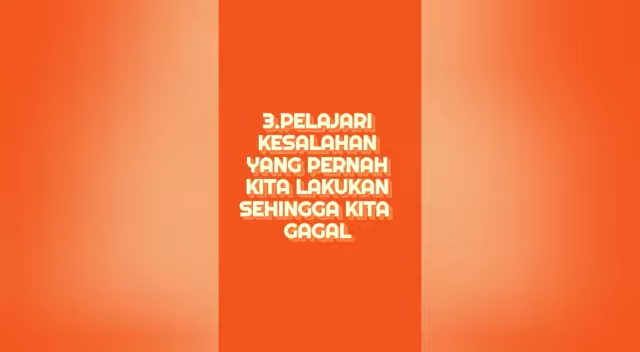 3.PELAJARI
KESALAHAN
YANG PERNAH
KITA LAKUKAN
SEHINGGA KITA
GAGAL